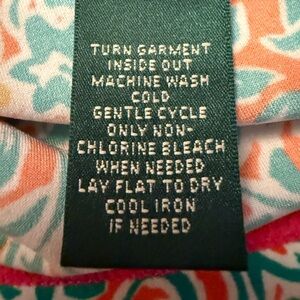 TURN GARMENT
INSIDE OUT
MACHINE WASH
COLD
GENTLE CYCLE
ONLY NON-
CHLORINE BLEACH
WHEN NEEDED
LAY FLAT TO DRY
COOL IRON
IF NEEDED